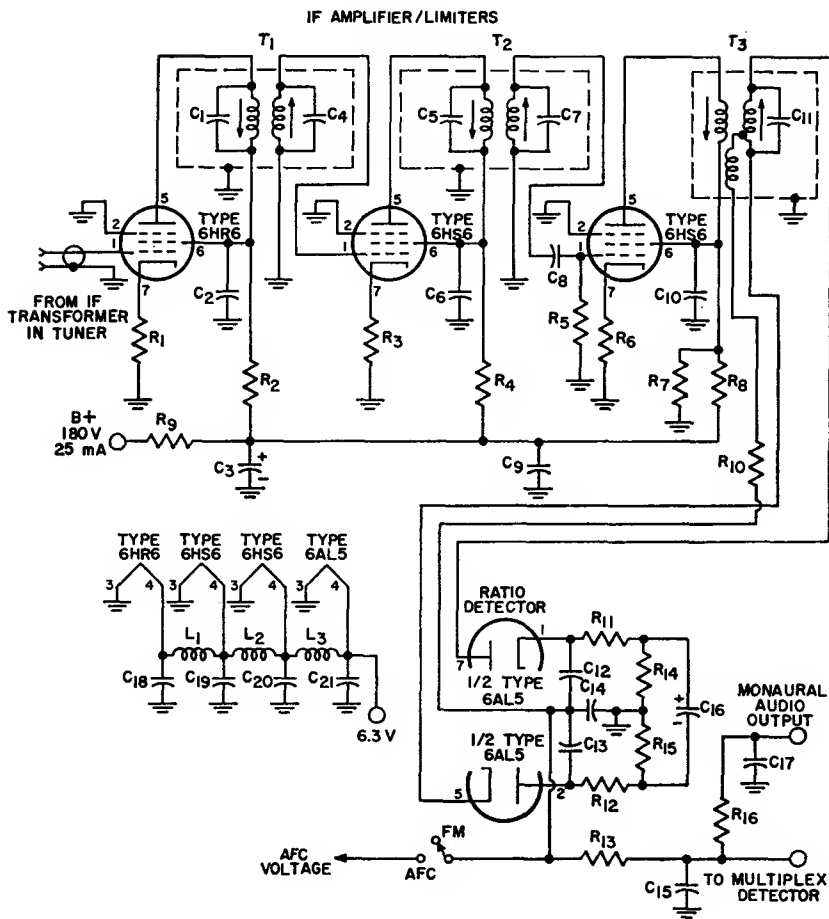 IF AMPLIFIER/LIMITERS
T1
T2
T3
C1
C4
C5
C7
C11
5
2
1
6
7
TYPE
6HR6
5
2
1
6
7
TYPE
6HS6
5
2
1
6
7
TYPE
6HS6
C2
C6
C8
C10
FROM IF
TRANSFORMER
IN TUNER
R1
R2
R3
R4
R5
R6
R7
R8
B+
180 V
25 mA
R9
C3
+
-
C9
R10
TYPE
6HR6
TYPE
6HS6
TYPE
6HS6
TYPE
6AL5
3
4
3
4
3
4
3
4
L1
L2
L3
C18
C19
C20
C21
6.3 V
RATIO
DETECTOR
7
1
1/2 TYPE
6AL5
R11
C12
C14
R14
+
C16
-
C13
R15
1/2 TYPE
6AL5
5
2
R12
MONAURAL
AUDIO
OUTPUT
C17
R16
FM
AFC
VOLTAGE
AFC
R13
C15
TO MULTIPLEX
DETECTOR